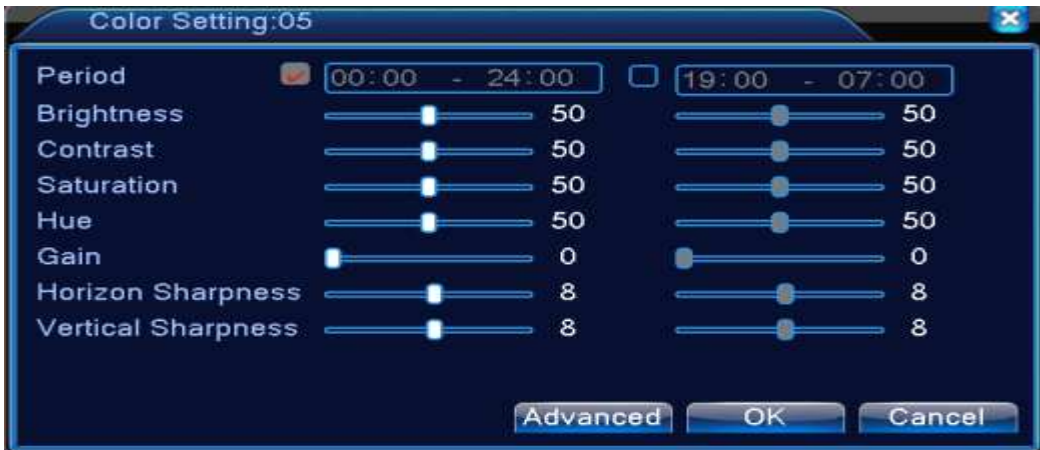 Color Setting:05
Period 00:00 - 24:00 19:00 - 07:00
Brightness 50 50
Contrast 50 50
Saturation 50 50
Hue 50 50
Gain 0 0
Horizon Sharpness 8 8
Vertical Sharpness 8 8
Advanced OK Cancel